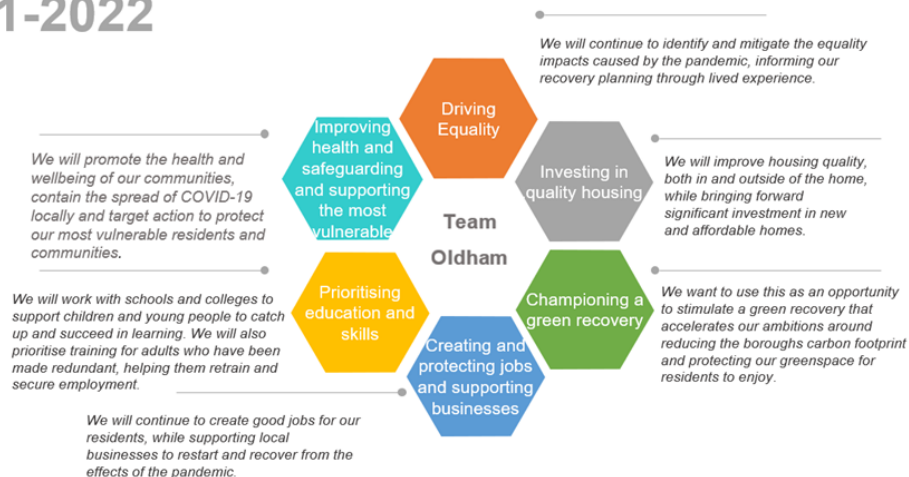 1-2022
We will continue to identify and mitigate the equality
impacts caused by the pandemic, informing our
recovery planning through lived experience.
Driving
Equality
Improving
health and
safeguarding
and supporting
the most
vulnerable
We will promote the health and
wellbeing of our communities,
contain the spread of COVID-19
locally and target action to protect
our most vulnerable residents and
communities.
Investing in
quality housing
We will improve housing quality,
both in and outside of the home,
while bringing forward
significant investment in new
and affordable homes.
Team
Oldham
Prioritising
education and
skills
We will work with schools and colleges to
support children and young people to catch
up and succeed in learning. We will also
prioritise training for adults who have been
made redundant, helping them retrain and
secure employment.
Championing a
green recovery
We want to use this as an opportunity
to stimulate a green recovery that
accelerates our ambitions around
reducing the boroughs carbon footprint
and protecting our greenspace for
residents to enjoy.
Creating and
protecting jobs
and supporting
businesses
We will continue to create good jobs for our
residents, while supporting local
businesses to restart and recover from the
effects of the pandemic.